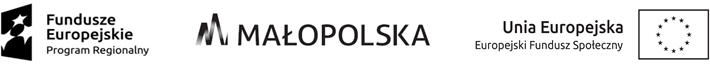 Fundusze
Europejskie
Program Regionalny
MAŁOPOLSKA
Unia Europejska
Europejski Fundusz Społeczny